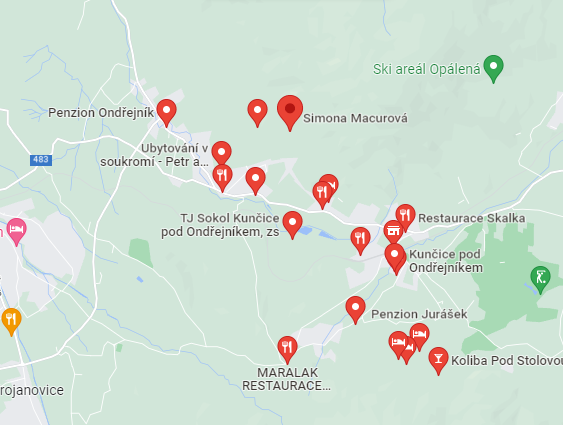 Ski areál Opálená
Penzion Ondřejník
Simona Macurová
Ubytování v
soukromí - Petr a...
483
TJ Sokol Kunčice
pod Ondřejníkem, zs
Restaurace Skalka
Kunčice pod
Ondřejníkem
Penzion Jurášek
MARALAK
RESTAURACE...
Koliba Pod Stolovou
rojanovice